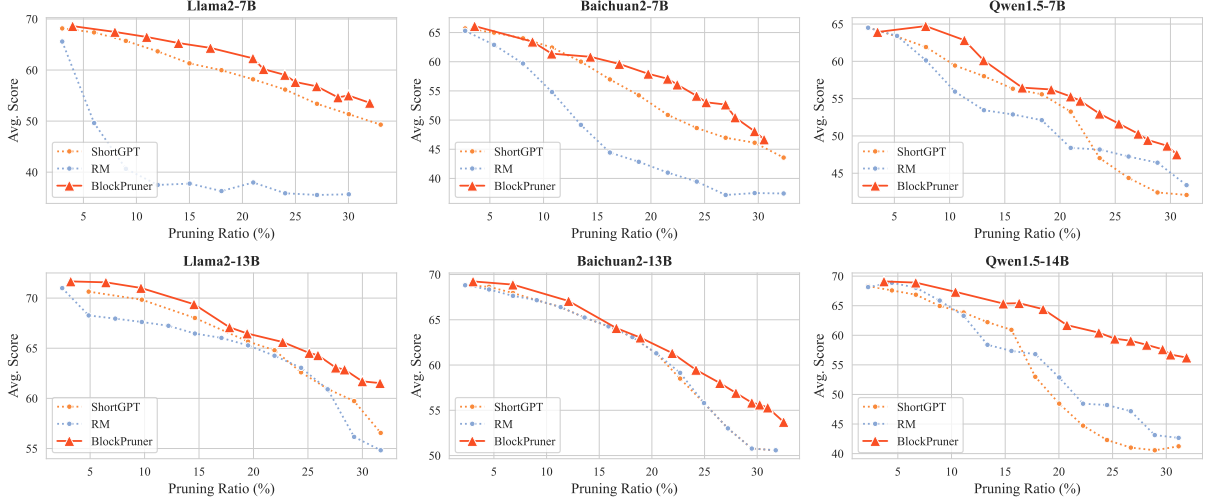 Llama2-7B
70
60
50
40
Avg. Score
ShortGPT
RM
BlockPruner
5 10 15 20 25 30
Pruning Ratio (%)
Baichuan2-7B
65
60
55
50
45
40
Avg. Score
ShortGPT
RM
BlockPruner
5 10 15 20 25 30
Pruning Ratio (%)
Qwen1.5-7B
65
60
55
50
45
Avg. Score
ShortGPT
RM
BlockPruner
5 10 15 20 25 30
Pruning Ratio (%)
Llama2-13B
70
65
60
55
Avg. Score
ShortGPT
RM
BlockPruner
5 10 15 20 25 30
Pruning Ratio (%)
Baichuan2-13B
70
65
60
55
50
Avg. Score
ShortGPT
RM
BlockPruner
5 10 15 20 25 30
Pruning Ratio (%)
Qwen1.5-14B
70
65
60
55
50
45
40
Avg. Score
ShortGPT
RM
BlockPruner
5 10 15 20 25 30
Pruning Ratio (%)